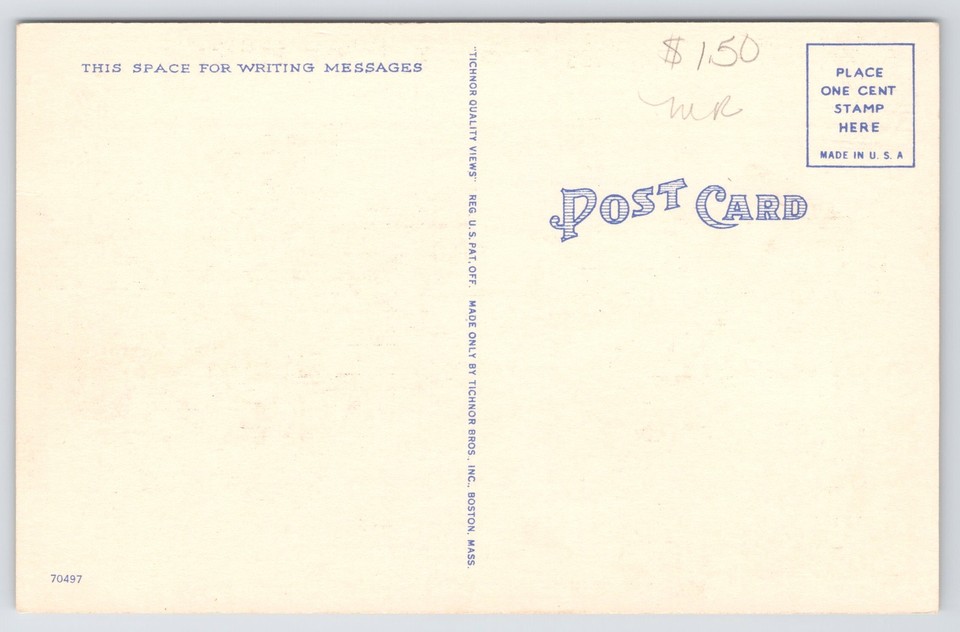 THIS SPACE FOR WRITING MESSAGES
"TICHNOR QUALITY VIEWS" REG. U. S. PAT. OFF. MADE ONLY BY TICHNOR BROS., INC., BOSTON, MASS.
$1.50
POST CARD
PLACE
ONE CENT
STAMP
HERE
MADE IN U. S. A
70497